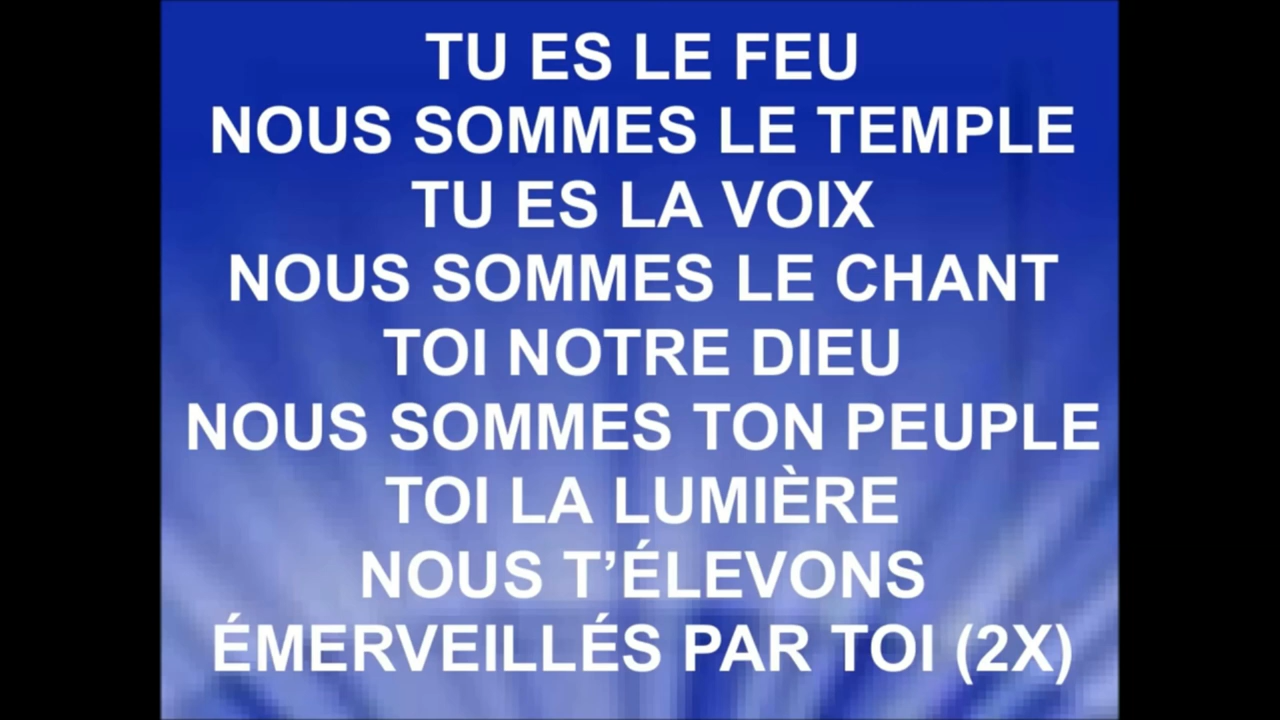 TU ES LE FEU
NOUS SOMMES LE TEMPLE
TU ES LA VOIX
NOUS SOMMES LE CHANT
TOI NOTRE DIEU
NOUS SOMMES TON PEUPLE
TOI LA LUMIÈRE
NOUS T’ÉLEVONS
ÉMERVEILLÉS PAR TOI (2X)